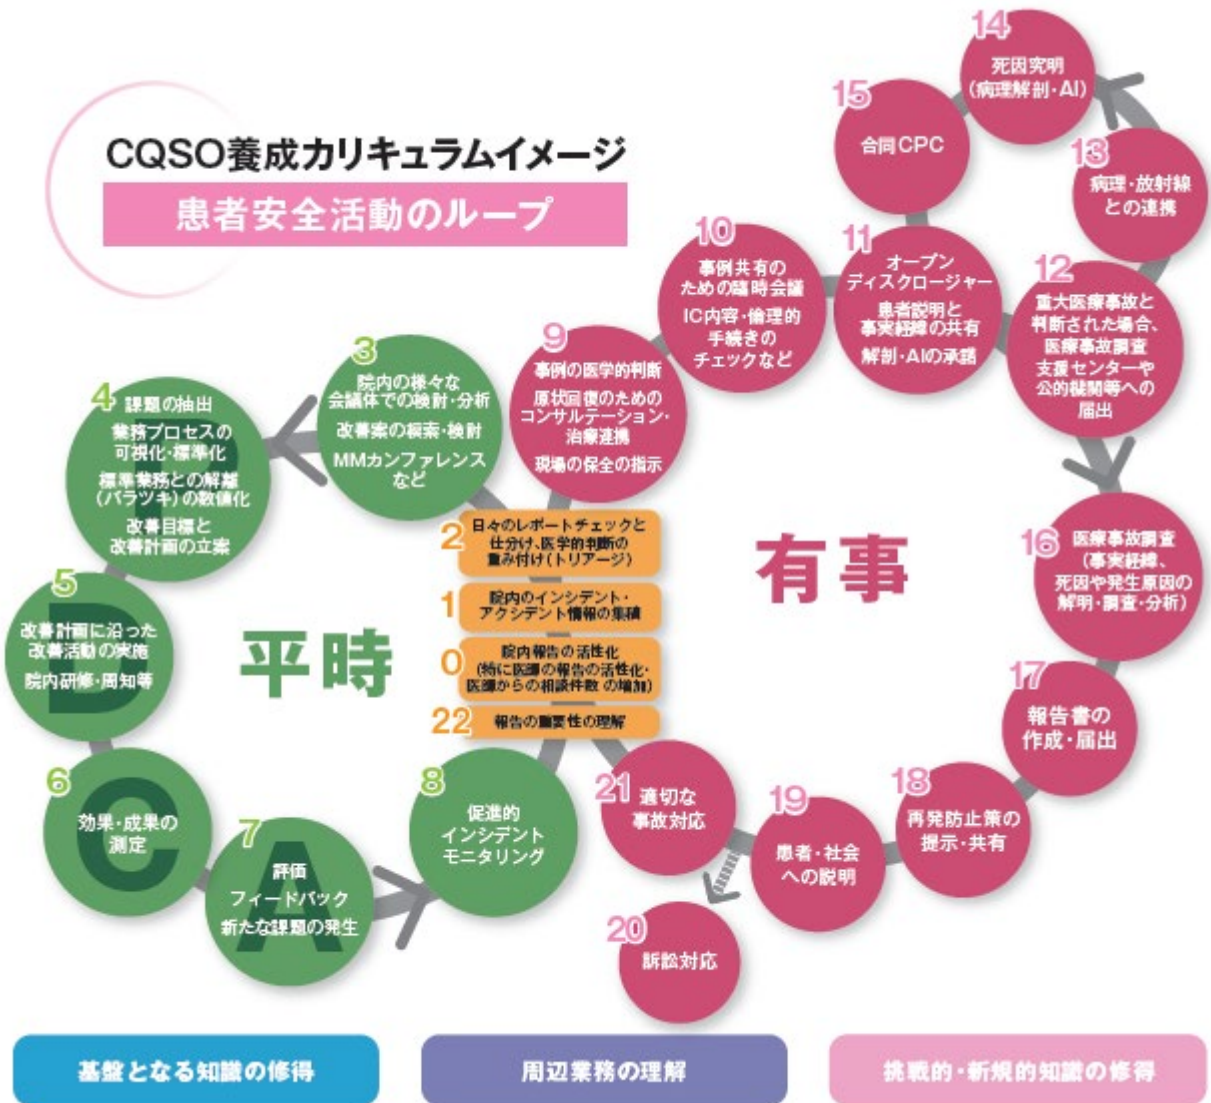 CQSO養成カリキュラムイメージ
患者安全活動のループ
平時
有事
22
報告の重要性の理解
0
院内報告の活性化
(特に医師の報告の活性化・
医師からの相談件数の増加)
1
院内のインシデント・
アクシデント情報の集積
2
日々のレポートチェックと
仕分け、医学的判断の
重み付け(トリアージ)
3
院内の様々な
会議体での検討・分析
改善案の模索・検討
MMカンファレンス
など
4
P
課題の抽出
業務プロセスの
可視化・標準化
標準業務との解離
(バラツキ)の数値化
改善目標と
改善計画の立案
5
D
改善計画に沿った
改善活動の実施
院内研修・周知等
6
C
効果・成果の
測定
7
A
評価
フィードバック
新たな課題の発生
8
促進的
インシデント
モニタリング
9
事例の医学的判断
原状回復のための
コンサルテーション・
治療連携
現場の保全の指示
10
事例共有の
ための臨時会議
IC内容・倫理的
手続きの
チェックなど
11
オープン
ディスクロージャー
患者説明と
事実経緯の共有
解剖・AIの承諾
12
重大医療事故と
判断された場合、
医療事故調査
支援センターや
公的機関等への
届出
13
病理・放射線
との連携
14
死因究明
(病理解剖・AI)
15
合同CPC
16
医療事故調査
(事実経緯、
死因や発生原因の
解明・調査・分析)
17
報告書の
作成・届出
18
再発防止策の
提示・共有
19
患者・社会
への説明
20
訴訟対応
21
適切な
事故対応
基盤となる知識の修得
周辺業務の理解
挑戦的・新規的知識の修得